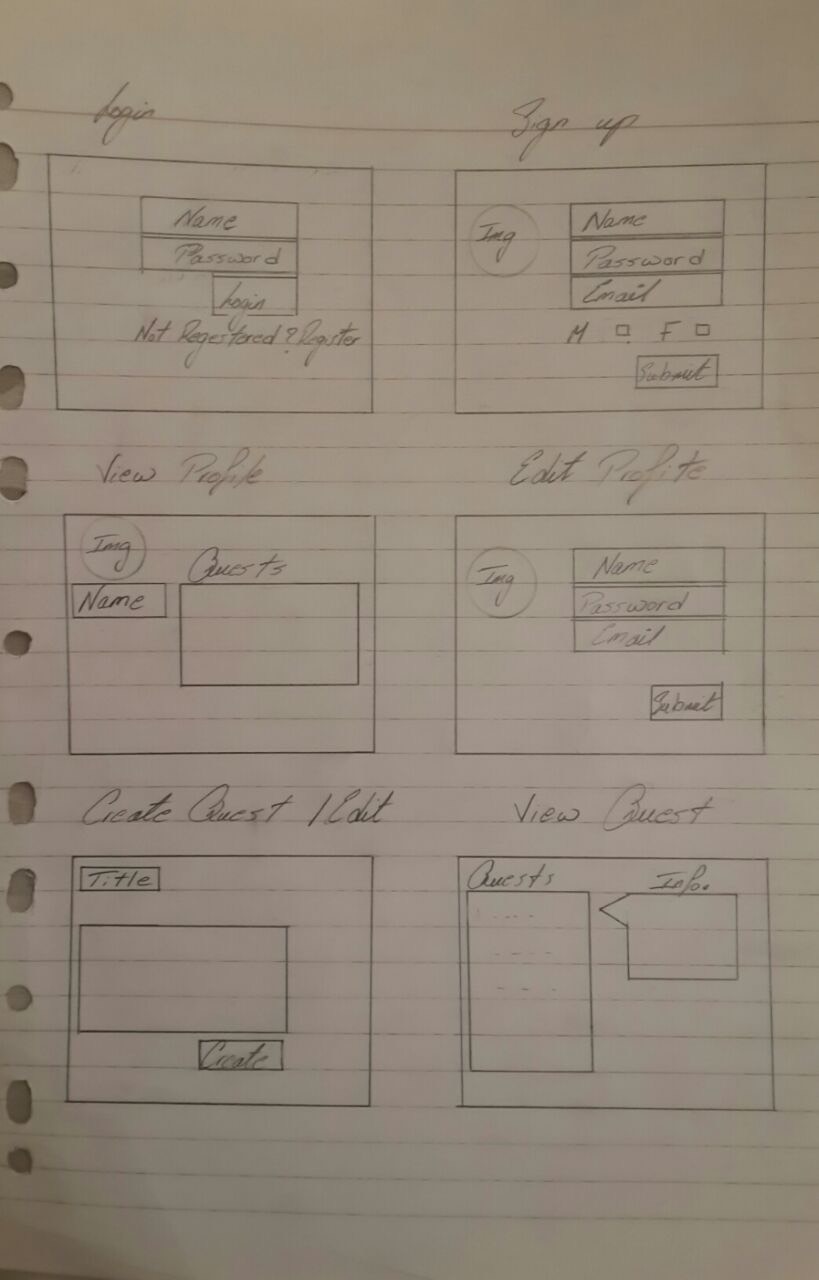 Login
Name
Password
Login
Not Regestered? Register
Sign up
Img
Name
Password
Email
M F
Submit
View Profile
Img
Quests
Name
Edit Profile
Img
Name
Password
Email
Submit
Create Quest / Edit
Title
Create
View Quest
Quests
Info.